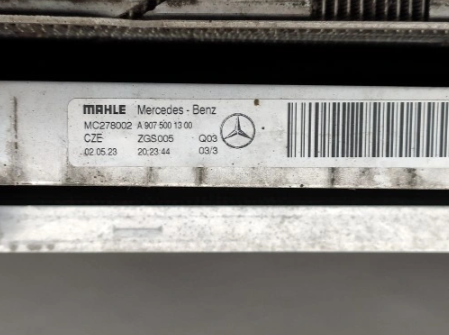 MAHLE Mercedes-Benz
MC278002 A 907 500 13 00
CZE ZGS005 Q03
02.05.23 20:23:44 03/3